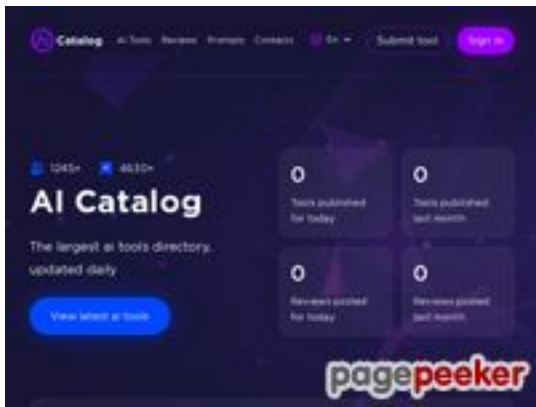 Catalog
AI Tools Reviews Prompts Contacts En Submit tool Sign in
1245+ 4630+
AI Catalog
The largest ai tools directory,
updated daily
View latest ai tools
0
Tools published
for today
0
Tools published
last month
0
Reviews posted
for today
0
Reviews posted
last month
pagepeeker